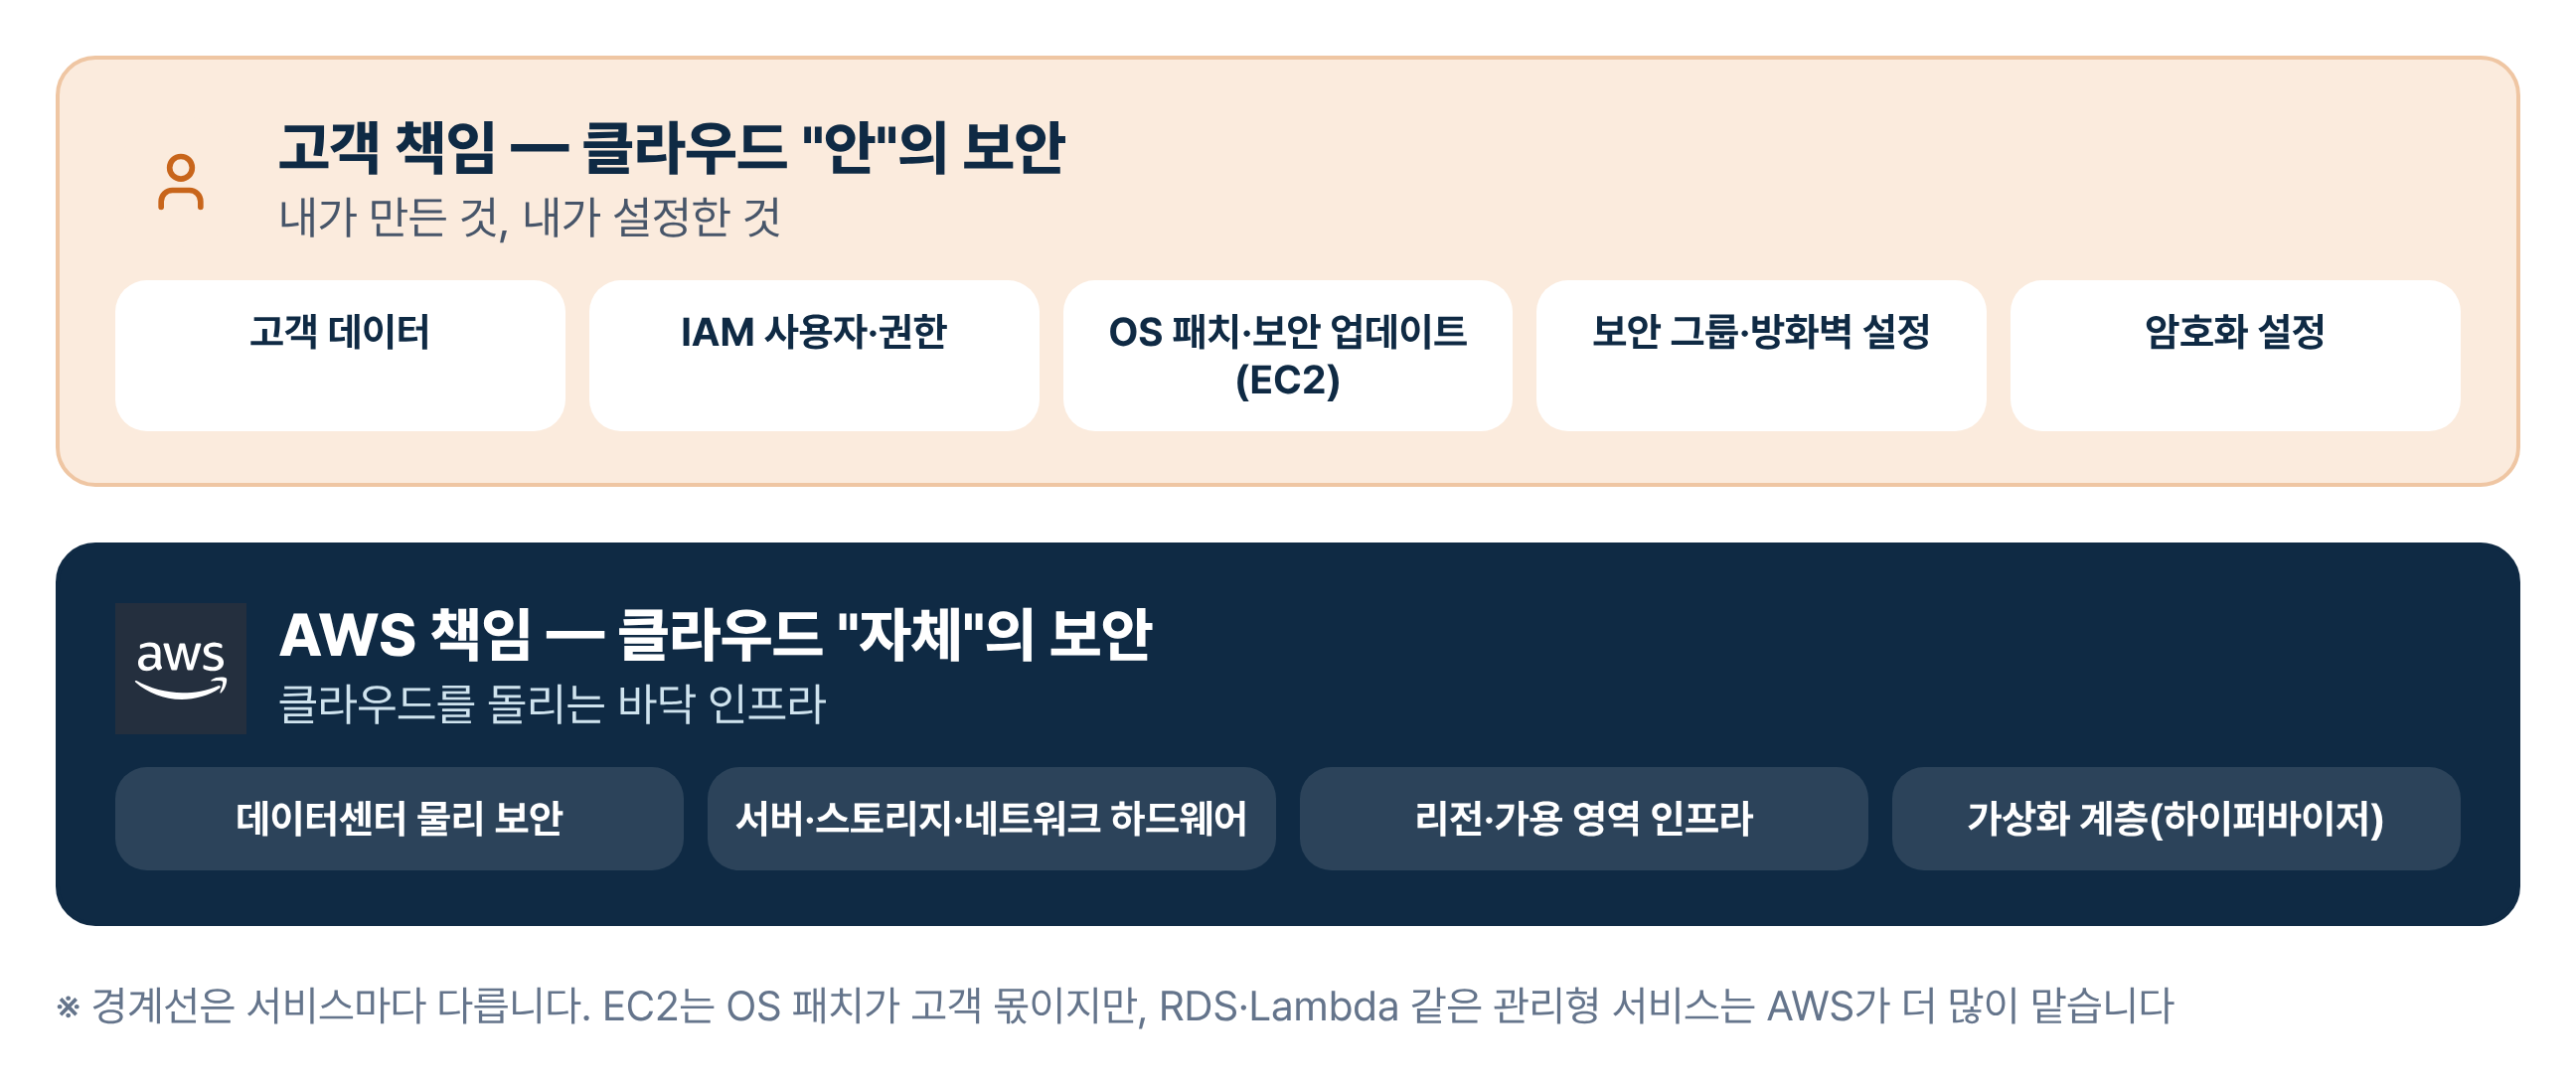 고객 책임 — 클라우드 "안"의 보안
내가 만든 것, 내가 설정한 것
고객 데이터
IAM 사용자·권한
OS 패치·보안 업데이트
(EC2)
보안 그룹·방화벽 설정
암호화 설정
aws
AWS 책임 — 클라우드 "자체"의 보안
클라우드를 돌리는 바닥 인프라
데이터센터 물리 보안
서버·스토리지·네트워크 하드웨어
리전·가용 영역 인프라
가상화 계층(하이퍼바이저)
※ 경계선은 서비스마다 다릅니다. EC2는 OS 패치가 고객 몫이지만, RDS·Lambda 같은 관리형 서비스는 AWS가 더 많이 맡습니다